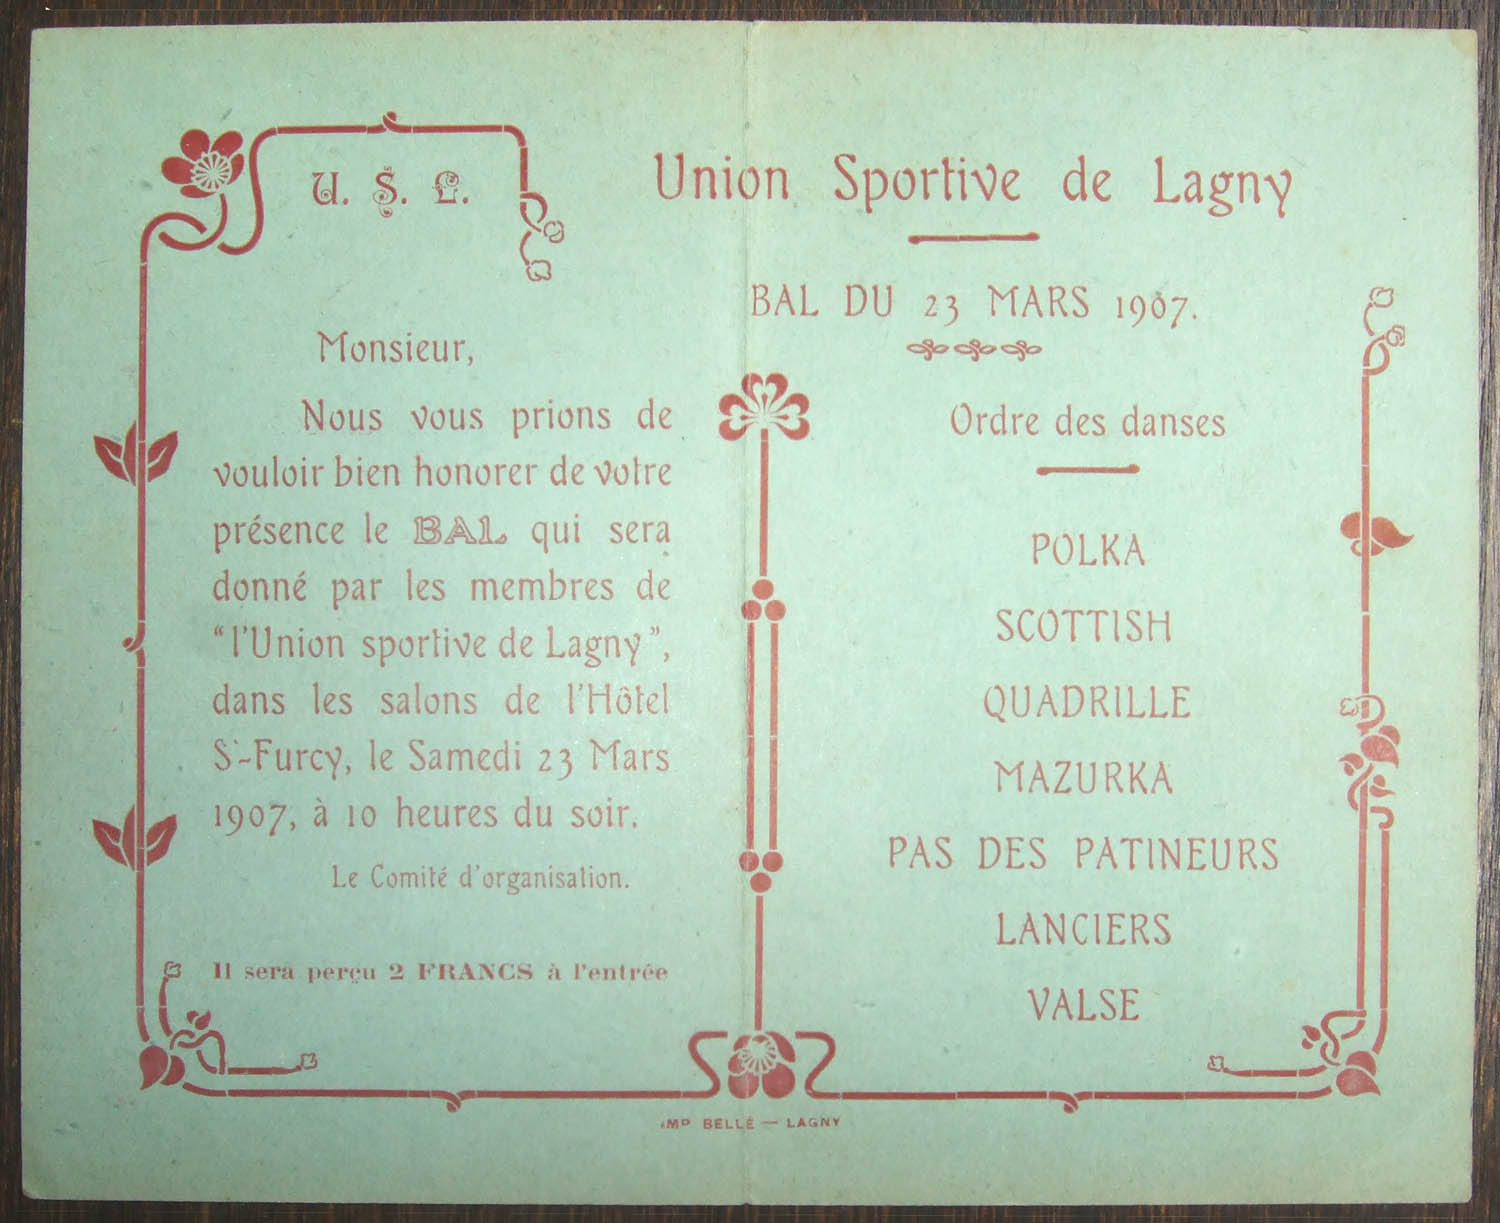 U. S. L.
Monsieur,
Nous vous prions de
vouloir bien honorer de votre
présence le BAL qui sera
donné par les membres de
“l'Union sportive de Lagny”,
dans les salons de l'Hôtel
St-Furcy, le Samedi 23 Mars
1907, à 10 heures du soir.
Le Comité d'organisation.
Il sera perçu 2 FRANCS à l'entrée
Union Sportive de Lagny
BAL DU 23 MARS 1907.
Ordre des danses
POLKA
SCOTTISH
QUADRILLE
MAZURKA
PAS DES PATINEURS
LANCIERS
VALSE
IMP BELLÉ — LAGNY